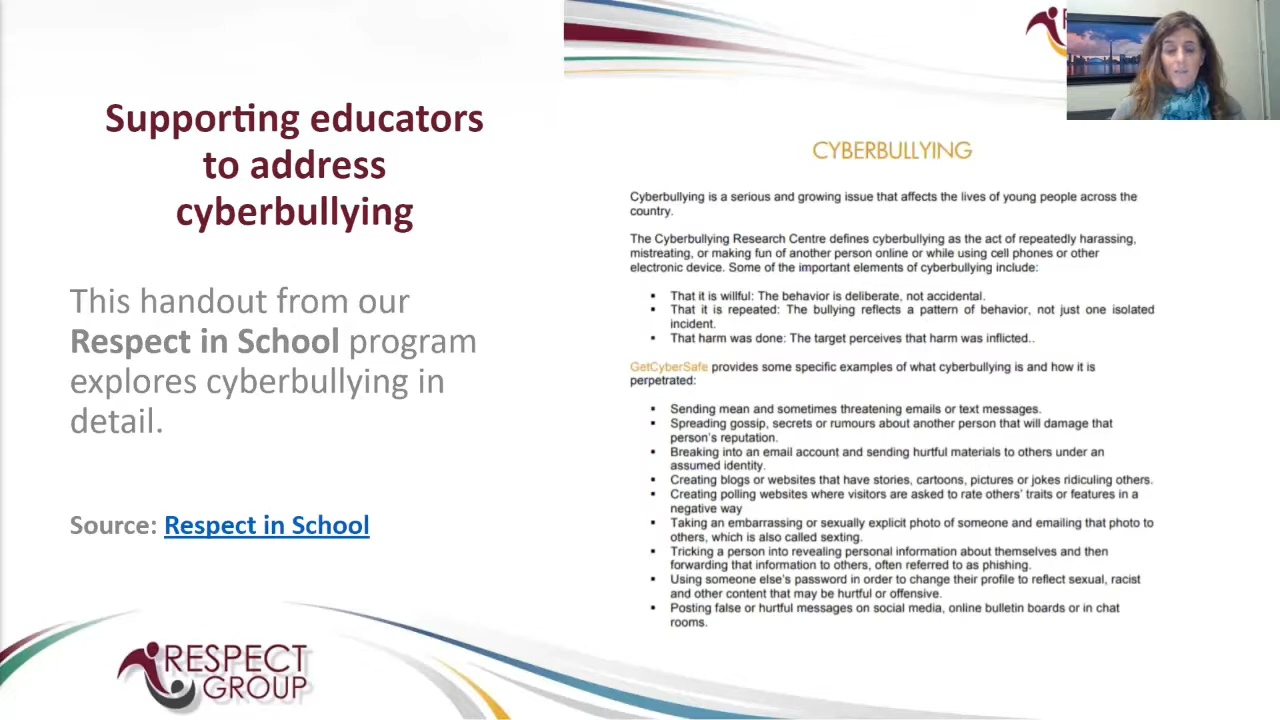 Supporting educators
to address
cyberbullying
This handout from our
Respect in School program
explores cyberbullying in
detail.
Source: Respect in School
RESPECT
GROUP
CYBERBULLYING
Cyberbullying is a serious and growing issue that affects the lives of young people across the
country.
The Cyberbullying Research Centre defines cyberbullying as the act of repeatedly harassing,
mistreating, or making fun of another person online or while using cell phones or other
electronic device. Some of the important elements of cyberbullying include:
▪ That it is willful: The behavior is deliberate, not accidental.
▪ That it is repeated: The bullying reflects a pattern of behavior, not just one isolated
incident.
▪ That harm was done: The target perceives that harm was inflicted..
GetCyberSafe provides some specific examples of what cyberbullying is and how it is
perpetrated:
▪ Sending mean and sometimes threatening emails or text messages.
▪ Spreading gossip, secrets or rumours about another person that will damage that
person's reputation.
▪ Breaking into an email account and sending hurtful materials to others under an
assumed identity.
▪ Creating blogs or websites that have stories, cartoons, pictures or jokes ridiculing others.
▪ Creating polling websites where visitors are asked to rate others' traits or features in a
negative way
▪ Taking an embarrassing or sexually explicit photo of someone and emailing that photo to
others, which is also called sexting.
▪ Tricking a person into revealing personal information about themselves and then
forwarding that information to others, often referred to as phishing.
▪ Using someone else's password in order to change their profile to reflect sexual, racist
and other content that may be hurtful or offensive.
▪ Posting false or hurtful messages on social media, online bulletin boards or in chat
rooms.